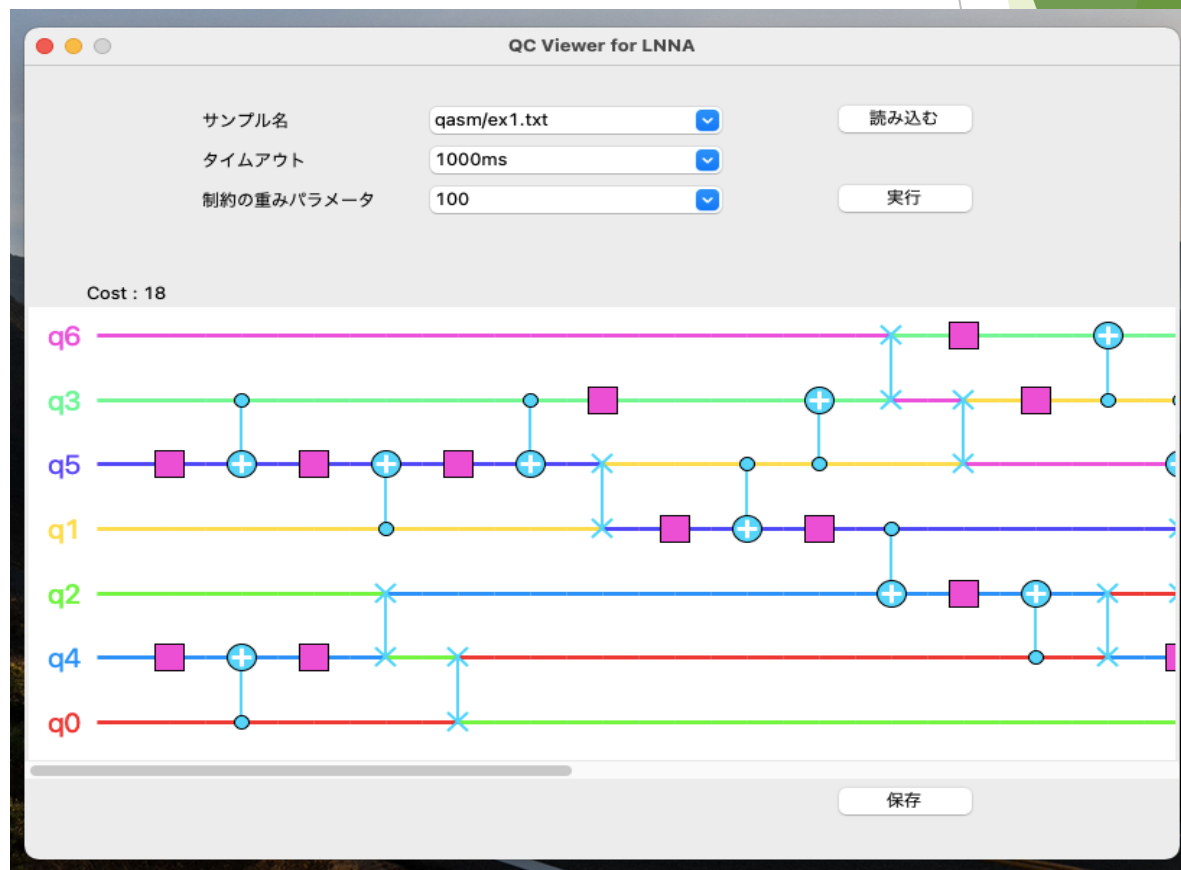 QC Viewer for LNNA
サンプル名 qasm/ex1.txt 読み込む
タイムアウト 1000ms
制約の重みパラメータ 100 実行
Cost : 18
q6
q3
q5
q1
q2
q4
q0
保存